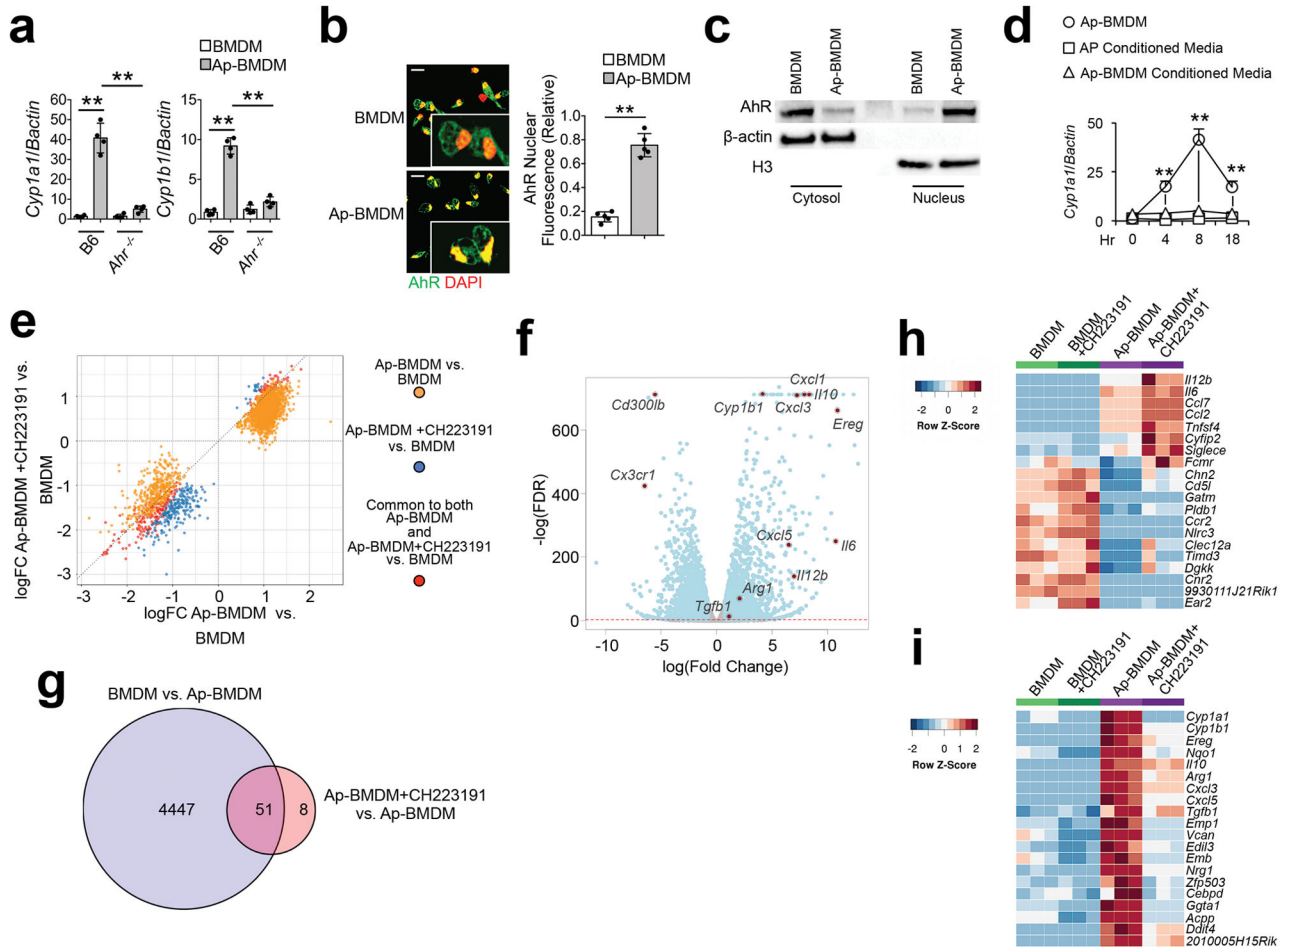 a
BMDM
Ap-BMDM
**
**
Cyp1a1/Bactin
60
50
40
30
20
10
0
B6
Ahr -/-
**
**
Cyp1b1/Bactin
15
10
5
0
B6
Ahr -/-
b
BMDM
Ap-BMDM
AhR DAPI
BMDM
Ap-BMDM
**
AhR Nuclear
Fluorescence (Relative)
1.0
0.8
0.6
0.4
0.2
0.0
c
BMDM
Ap-BMDM
BMDM
Ap-BMDM
AhR
β-actin
H3
Cytosol
Nucleus
d
Ap-BMDM
AP Conditioned Media
Ap-BMDM Conditioned Media
Cyp1a1/Bactin
50
25
0
**
**
**
Hr 0 4 8 18
e
logFC Ap-BMDM +CH223191 vs.
BMDM
1
0
-1
-2
-3
-3 -2 -1 0 1 2
logFC Ap-BMDM vs.
BMDM
Ap-BMDM vs.
BMDM
Ap-BMDM +CH223191
vs. BMDM
Common to both
Ap-BMDM
and
Ap-BMDM+CH223191
vs. BMDM
f
-log(FDR)
600
400
200
0
-10 -5 0 5 10
log(Fold Change)
Cd300lb
Cyp1b1
Cxcl1
Cxcl3
Il10
Ereg
Cx3cr1
Cxcl5
Il6
Il12b
Arg1
Tgfb1
g
BMDM vs. Ap-BMDM
4447
51
8
Ap-BMDM+CH223191
vs. Ap-BMDM
h
-2 0 2
Row Z-Score
BMDM
BMDM
+CH223191
Ap-BMDM
Ap-BMDM+
CH223191
Il12b
Il6
Ccl7
Ccl2
Tnfsf4
Cyfip2
Siglece
Fcmr
Chn2
Cd5l
Gatm
Pldb1
Ccr2
Nlrc3
Clec12a
Timd3
Dgkk
Cnr2
9930111J21Rik1
Ear2
i
-2 0 1 2
Row Z-Score
BMDM
BMDM
+CH223191
Ap-BMDM
Ap-BMDM+
CH223191
Cyp1a1
Cyp1b1
Ereg
Nqo1
Il10
Arg1
Cxcl3
Cxcl5
Tgfb1
Emp1
Vcan
Edil3
Emb
Nrg1
Zfp503
Cebpd
Ggta1
Acpp
Ddit4
2010005H15Rik